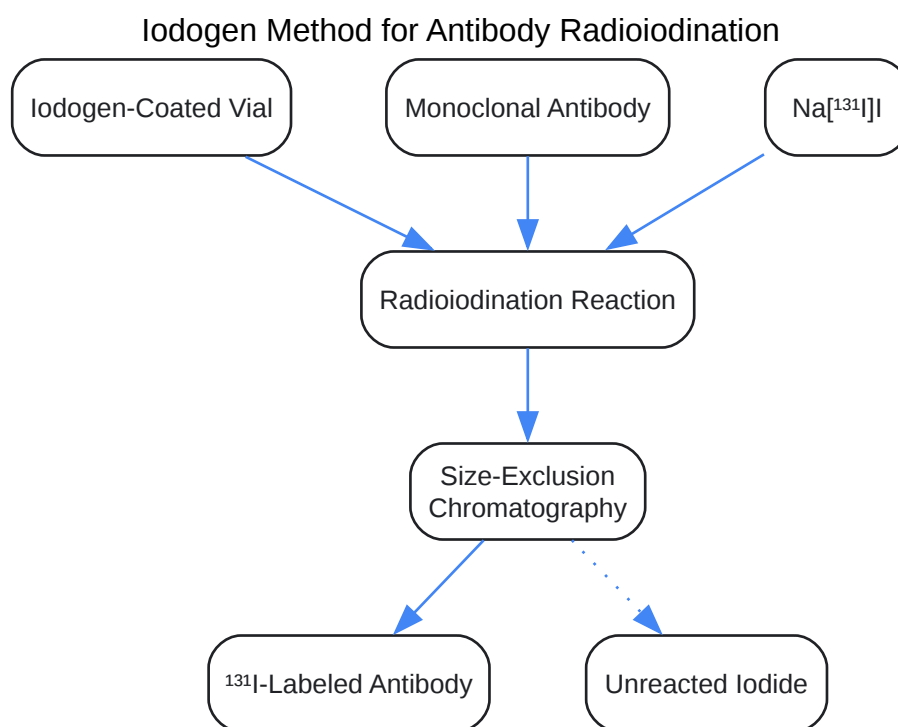 Iodogen Method for Antibody Radioiodination
Iodogen-Coated Vial
Monoclonal Antibody
Na[¹³¹I]I
Radioiodination Reaction
Size-Exclusion
Chromatography
¹³¹I-Labeled Antibody
Unreacted Iodide